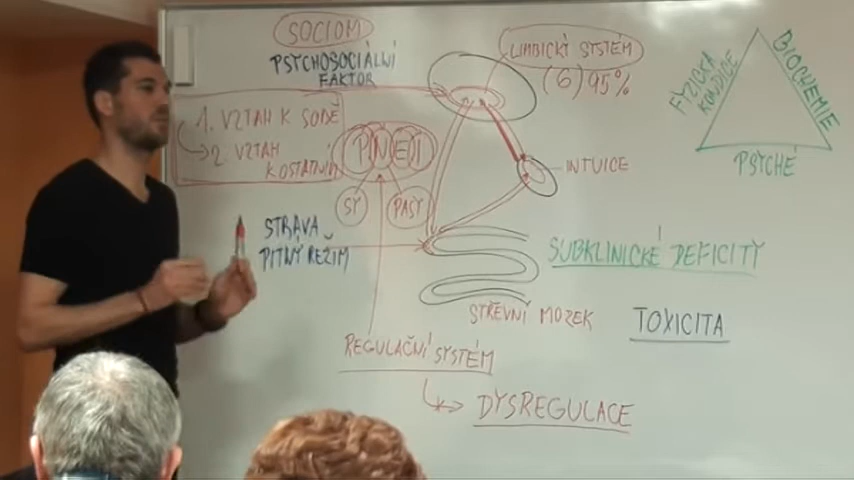 SOCIOM
PSYCHOSOCIÁLNÍ
FAKTOR
1. VZTAH K SOBĚ
2. VZTAH
K OSTATNÍM
PNEI
SY
PASY
STRAVA
PITNÝ REŽIM
REGULAČNÍ SYSTÉM
DYSREGULACE
LIMBICKÝ SYSTÉM
(6) 95%
INTUICE
STŘEVNÍ MOZEK
SUBKLINICKÉ DEFICITY
TOXICITA
FYZICKÁ
KONDICE
BIOCHEMIE
PSYCHÉ